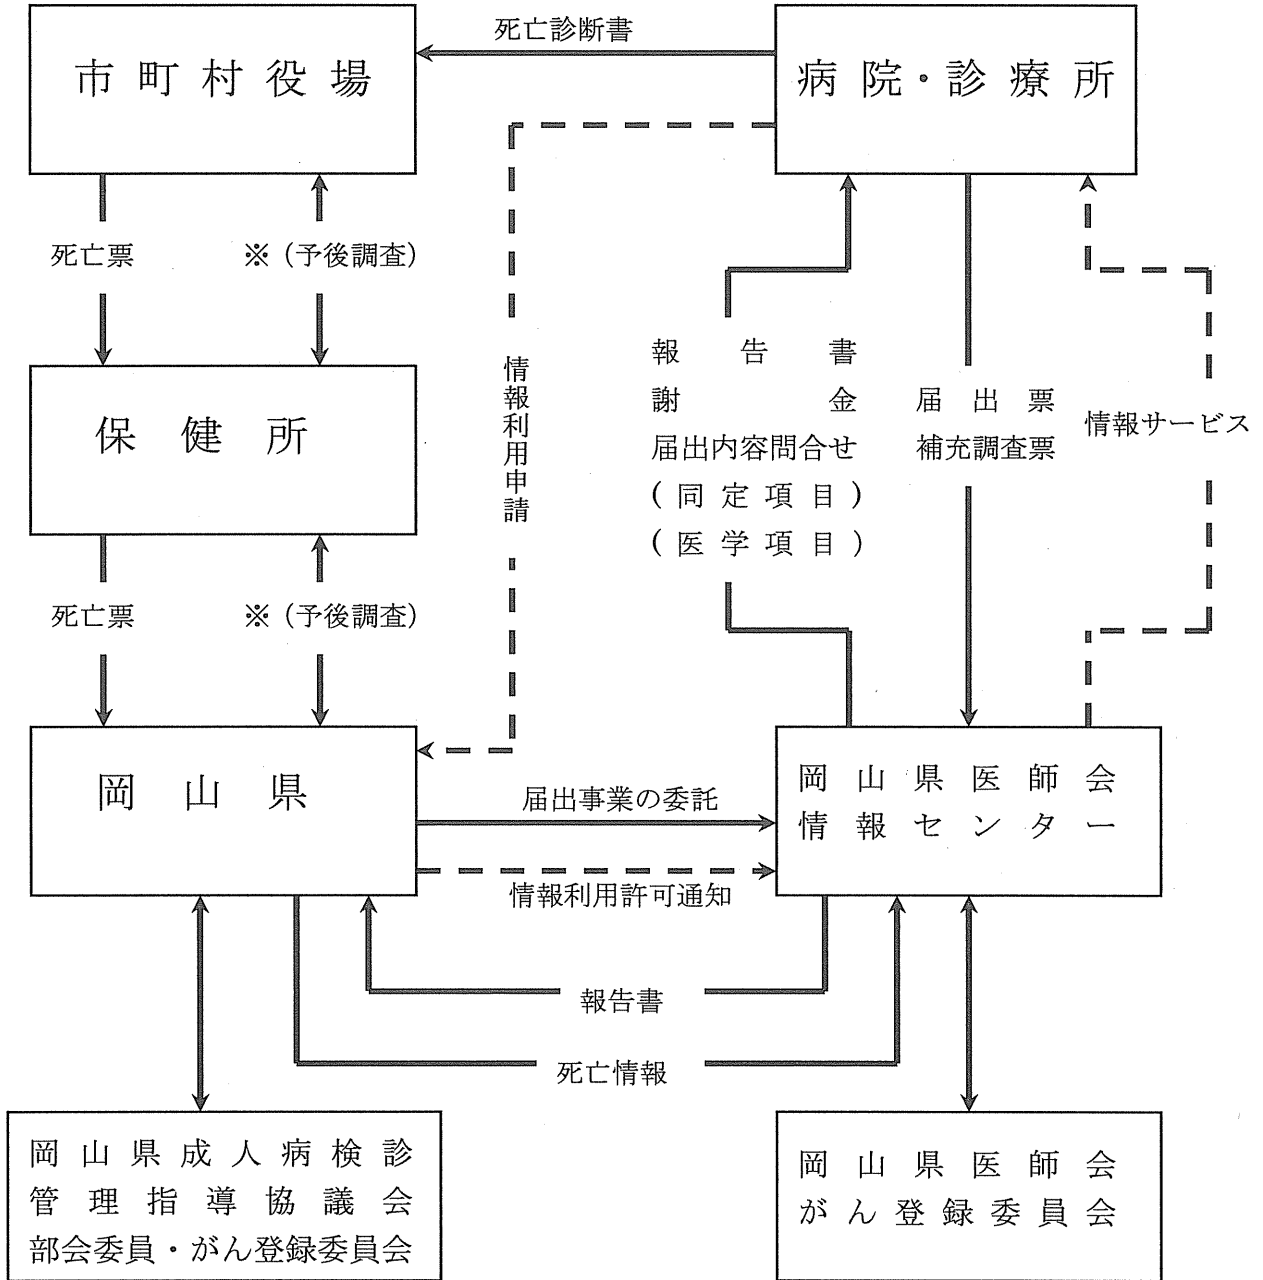 死亡診断書
市町村役場
病院・診療所
死亡票
※(予後調査)
保健所
情報利用申請
報告書
謝金
届出内容問合せ
(同定項目)
(医学項目)
届出票
補充調査票
情報サービス
死亡票
※(予後調査)
岡山県
届出事業の委託
情報利用許可通知
岡山県医師会
情報センター
報告書
死亡情報
岡山県成人病検診
管理指導協議会
部会委員・がん登録委員会
岡山県医師会
がん登録委員会